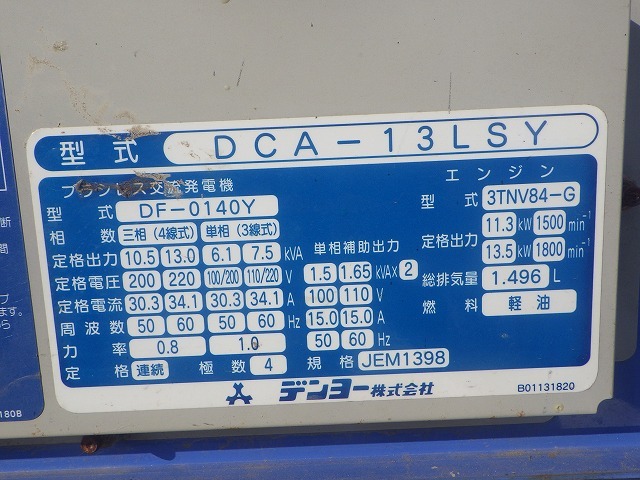 型式 DCA-13LSY
ブラシレス交流発電機
型式 DF-0140Y
相数 三相(4線式) 単相(3線式)
定格出力 10.5 13.0 6.1 7.5 kVA
定格電圧 200 220 100/200 110/220 V
定格電流 30.3 34.1 30.3 34.1 A
周波数 50 60 50 60 Hz
力率 0.8 1.0
定格 連続 極数 4 規格 JEM1398
単相補助出力
1.5 1.65 kVA×2
100 110 V
15.0 15.0 A
50 60 Hz
エンジン
型式 3TNV84-G
定格出力 11.3 kW 1500 min-1
13.5 kW 1800 min-1
総排気量 1.496 L
燃料 軽油
デンヨー株式会社
B01131820
断
間
プ
ます。
ら
180B